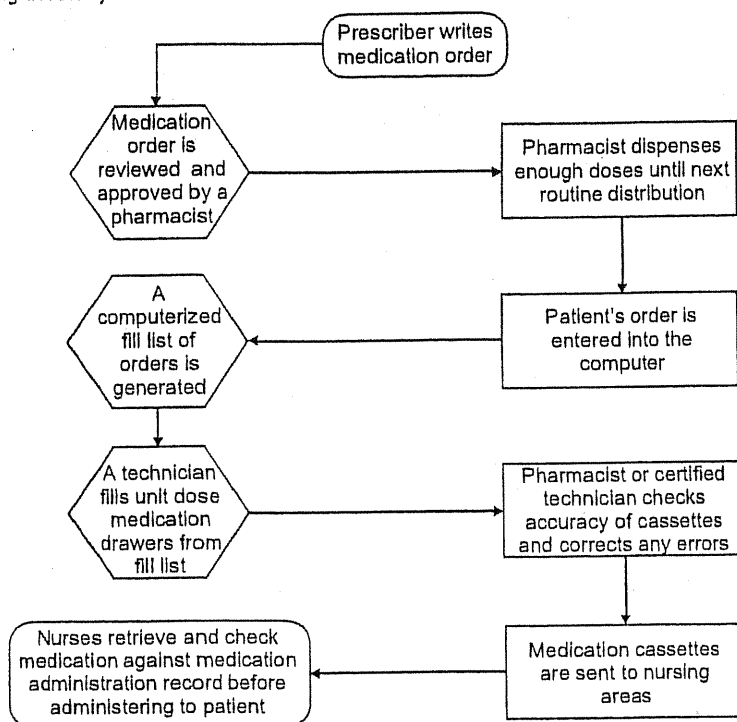 Prescriber writes
medication order
Medication
order is
reviewed and
approved by a
pharmacist
Pharmacist dispenses
enough doses until next
routine distribution
Patient's order is
entered into the
computer
A
computerized
fill list of
orders is
generated
A technician
fills unit dose
medication
drawers from
fill list
Pharmacist or certified
technician checks
accuracy of cassettes
and corrects any errors
Medication cassettes
are sent to nursing
areas
Nurses retrieve and check
medication against medication
administration record before
administering to patient